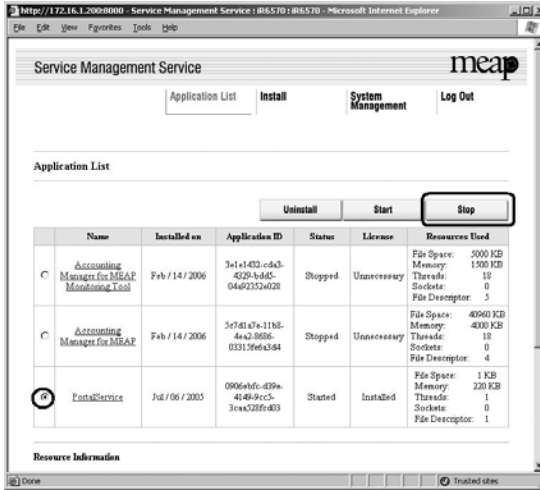 http://172.16.1.200:8000 - Service Management Service : iR6570 : iR6570 - Microsoft Internet Explorer
File Edit View Favorites Tools Help
Service Management Service
meap
Application List
Install
System
Management
Log Out
Application List
Uninstall
Start
Stop
Name Installed on Application ID Status License Resources Used
Accounting
Manager for MEAP
Monitoring Tool
Feb / 14 / 2006
3e1e1432-cda3-
4329-bdd5-
04a92352e028
Stopped
Unnecessary
File Space: 5000 KB
Memory: 1500 KB
Threads: 18
Sockets: 0
File Descriptor: 5
Accounting
Manager for MEAP
Feb / 14 / 2006
5e7d1a7e-11b8-
4ea2-8686-
03315fe6a3d4
Stopped
Unnecessary
File Space: 40960 KB
Memory: 4000 KB
Threads: 18
Sockets: 0
File Descriptor: 4
PortalService
Jul / 06 / 2005
0906ebfc-d39e-
4149-9cc5-
3caa528fcd03
Started
Installed
File Space: 1 KB
Memory: 220 KB
Threads: 1
Sockets: 0
File Descriptor: 1
Resource Information
Done
Trusted sites